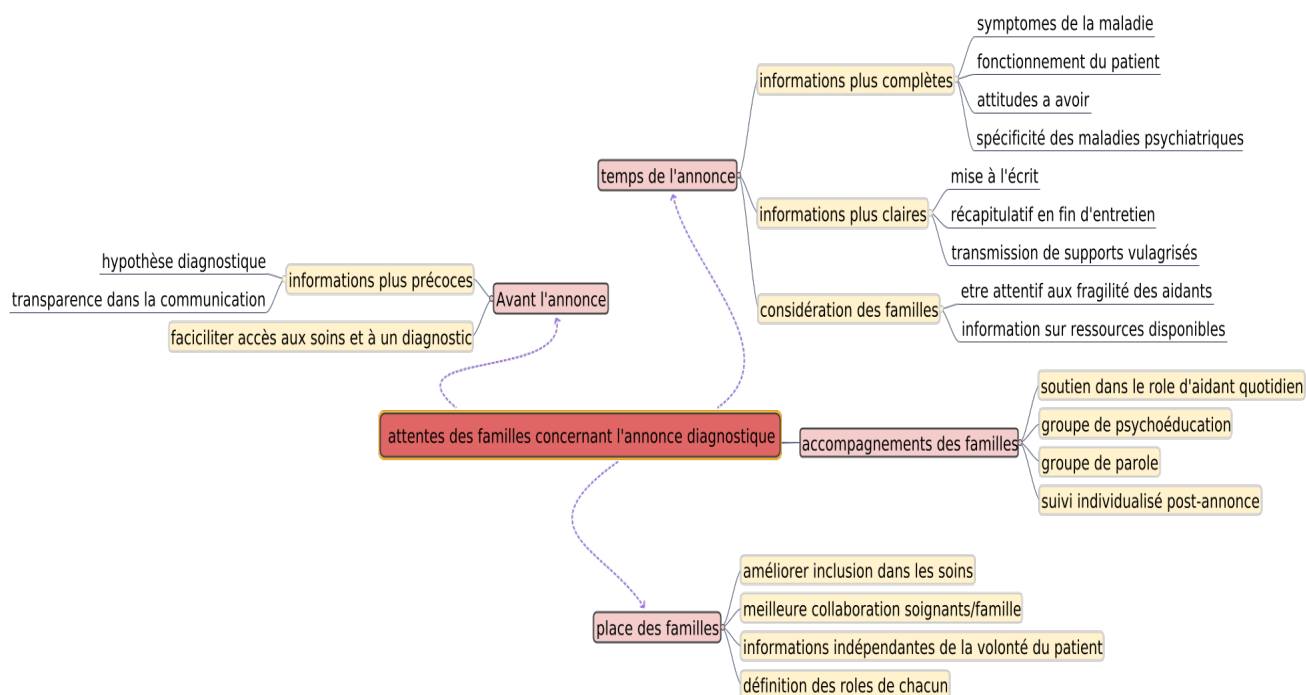 attentes des familles concernant l'annonce diagnostique
Avant l'annonce
informations plus précoces
hypothèse diagnostique
transparence dans la communication
faciciliter accès aux soins et à un diagnostic
temps de l'annonce
informations plus complètes
symptomes de la maladie
fonctionnement du patient
attitudes a avoir
spécificité des maladies psychiatriques
informations plus claires
mise à l'écrit
récapitulatif en fin d'entretien
transmission de supports vulagrisés
considération des familles
etre attentif aux fragilité des aidants
information sur ressources disponibles
accompagnements des familles
soutien dans le role d'aidant quotidien
groupe de psychoéducation
groupe de parole
suivi individualisé post-annonce
place des familles
améliorer inclusion dans les soins
meilleure collaboration soignants/famille
informations indépendantes de la volonté du patient
définition des roles de chacun